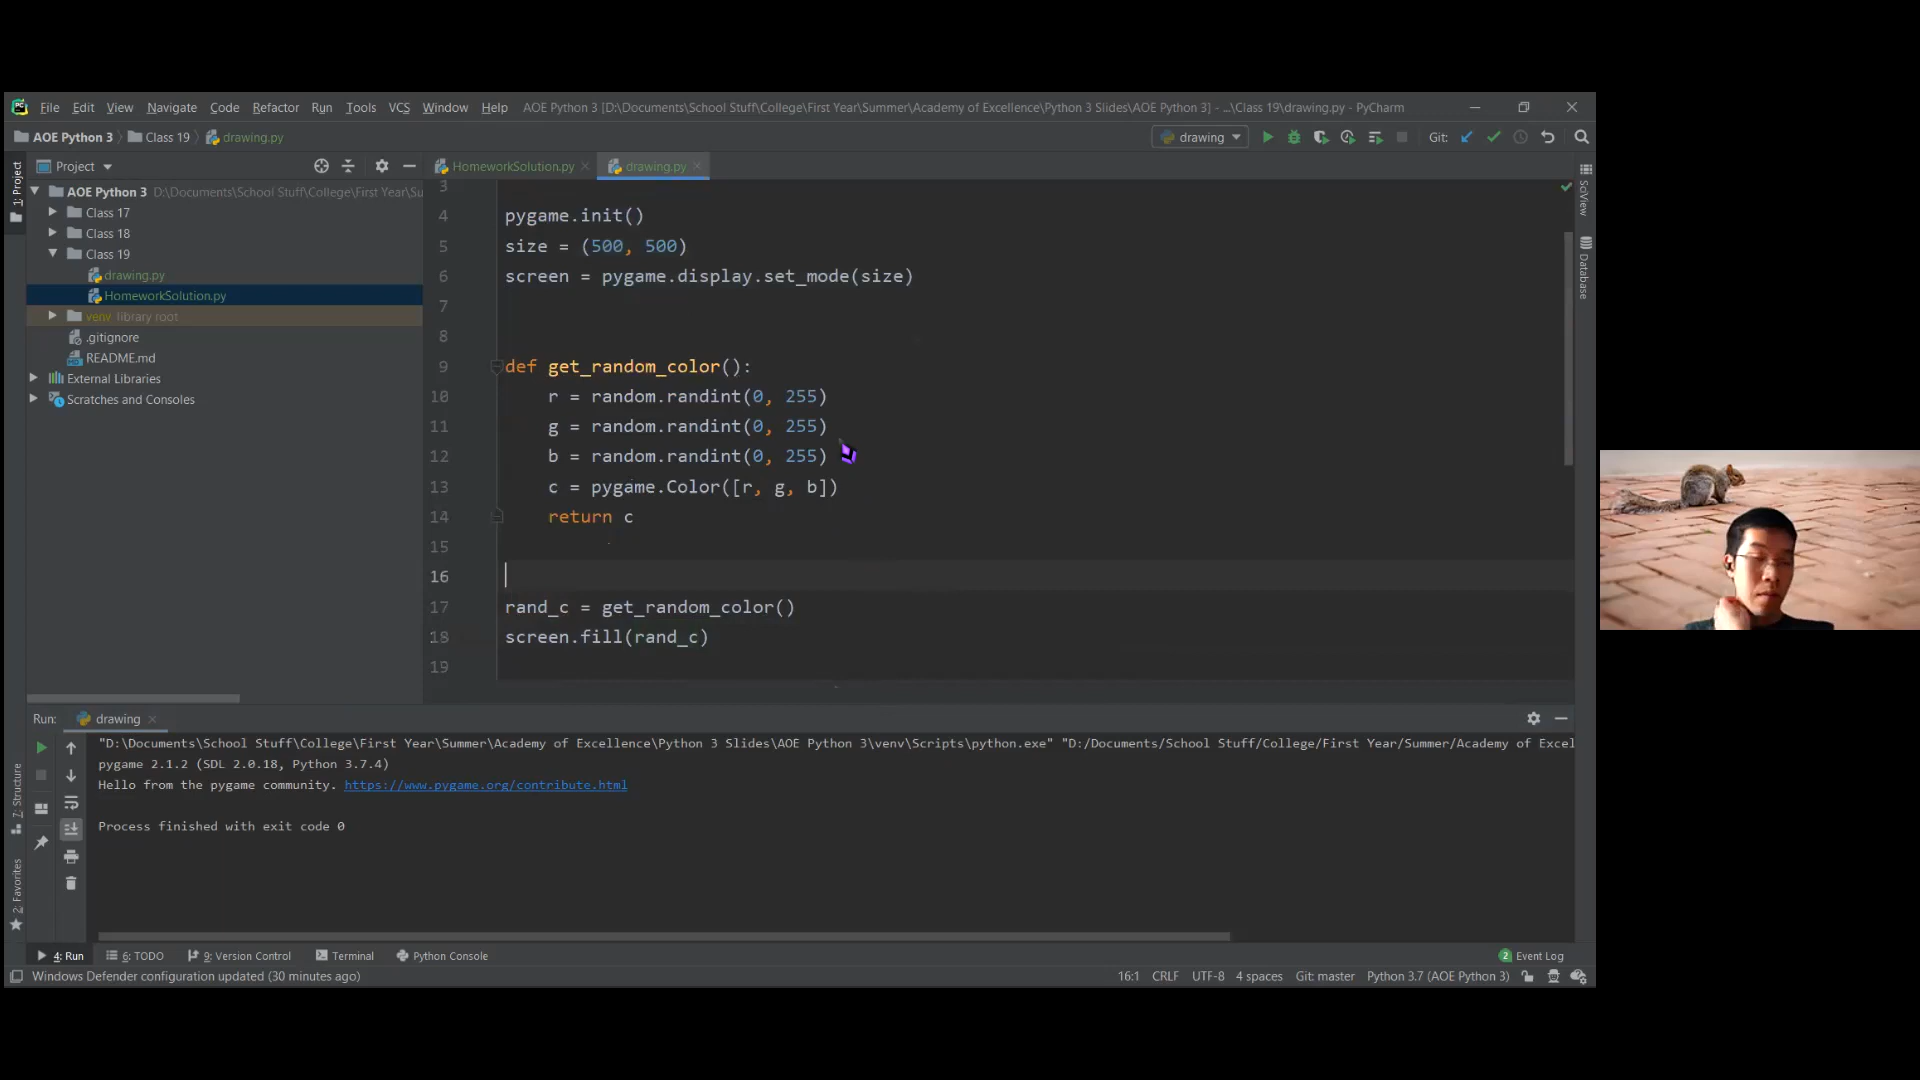 File Edit View Navigate Code Refactor Run Tools VCS Window Help AOE Python 3 [D:\Documents\School Stuff\College\First Year\Summer\Academy of Excellence\Python 3 Slides\AOE Python 3] - ...\Class 19\drawing.py - PyCharm
AOE Python 3 Class 19 drawing.py drawing Git:
1: Project
Project
HomeworkSolution.py drawing.py
AOE Python 3 D:\Documents\School Stuff\College\First Year\Su
Class 17
Class 18
Class 19
drawing.py
HomeworkSolution.py
venv library root
.gitignore
README.md
External Libraries
Scratches and Consoles
3
4 pygame.init()
5 size = (500, 500)
6 screen = pygame.display.set_mode(size)
7
8
9 def get_random_color():
10 r = random.randint(0, 255)
11 g = random.randint(0, 255)
12 b = random.randint(0, 255)
13 c = pygame.Color([r, g, b])
14 return c
15
16
17 rand_c = get_random_color()
18 screen.fill(rand_c)
19
SciView
Database
Run: drawing
"D:\Documents\School Stuff\College\First Year\Summer\Academy of Excellence\Python 3 Slides\AOE Python 3\venv\Scripts\python.exe" "D:/Documents/School Stuff/College/First Year/Summer/Academy of Excel
pygame 2.1.2 (SDL 2.0.18, Python 3.7.4)
Hello from the pygame community. https://www.pygame.org/contribute.html
Process finished with exit code 0
7: Structure
2: Favorites
4: Run 6: TODO 9: Version Control Terminal Python Console 2 Event Log
Windows Defender configuration updated (30 minutes ago) 16:1 CRLF UTF-8 4 spaces Git: master Python 3.7 (AOE Python 3)